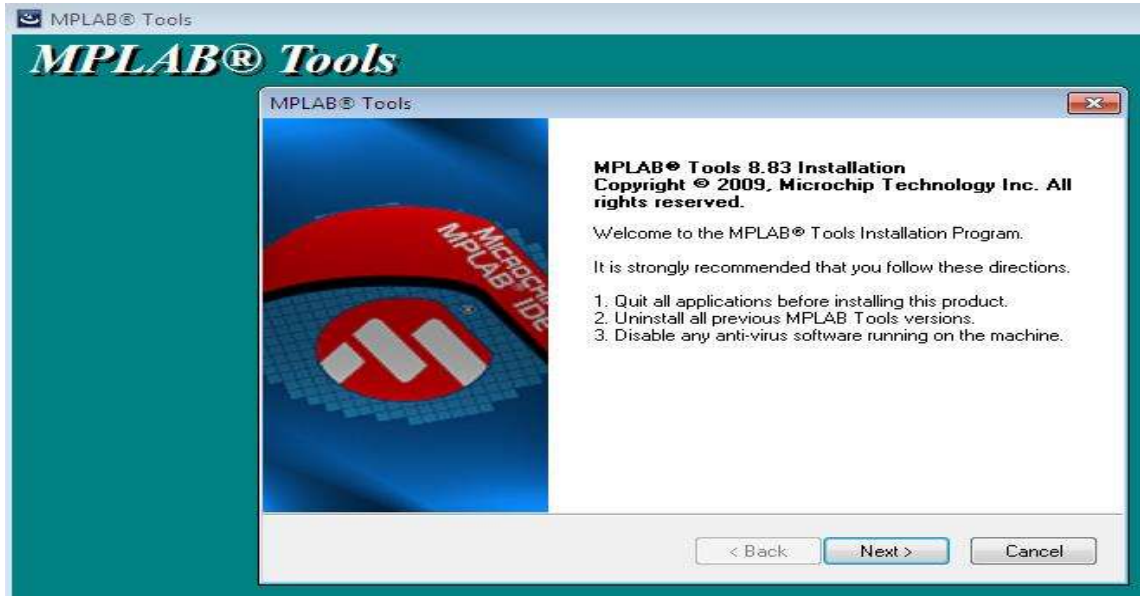 MPLAB® Tools
MPLAB® Tools
MPLAB® Tools
MICROCHIP
MPLAB® IDE
MPLAB® Tools 8.83 Installation
Copyright © 2009, Microchip Technology Inc. All
rights reserved.
Welcome to the MPLAB® Tools Installation Program.
It is strongly recommended that you follow these directions.
1. Quit all applications before installing this product.
2. Uninstall all previous MPLAB Tools versions.
3. Disable any anti-virus software running on the machine.
< Back
Next >
Cancel